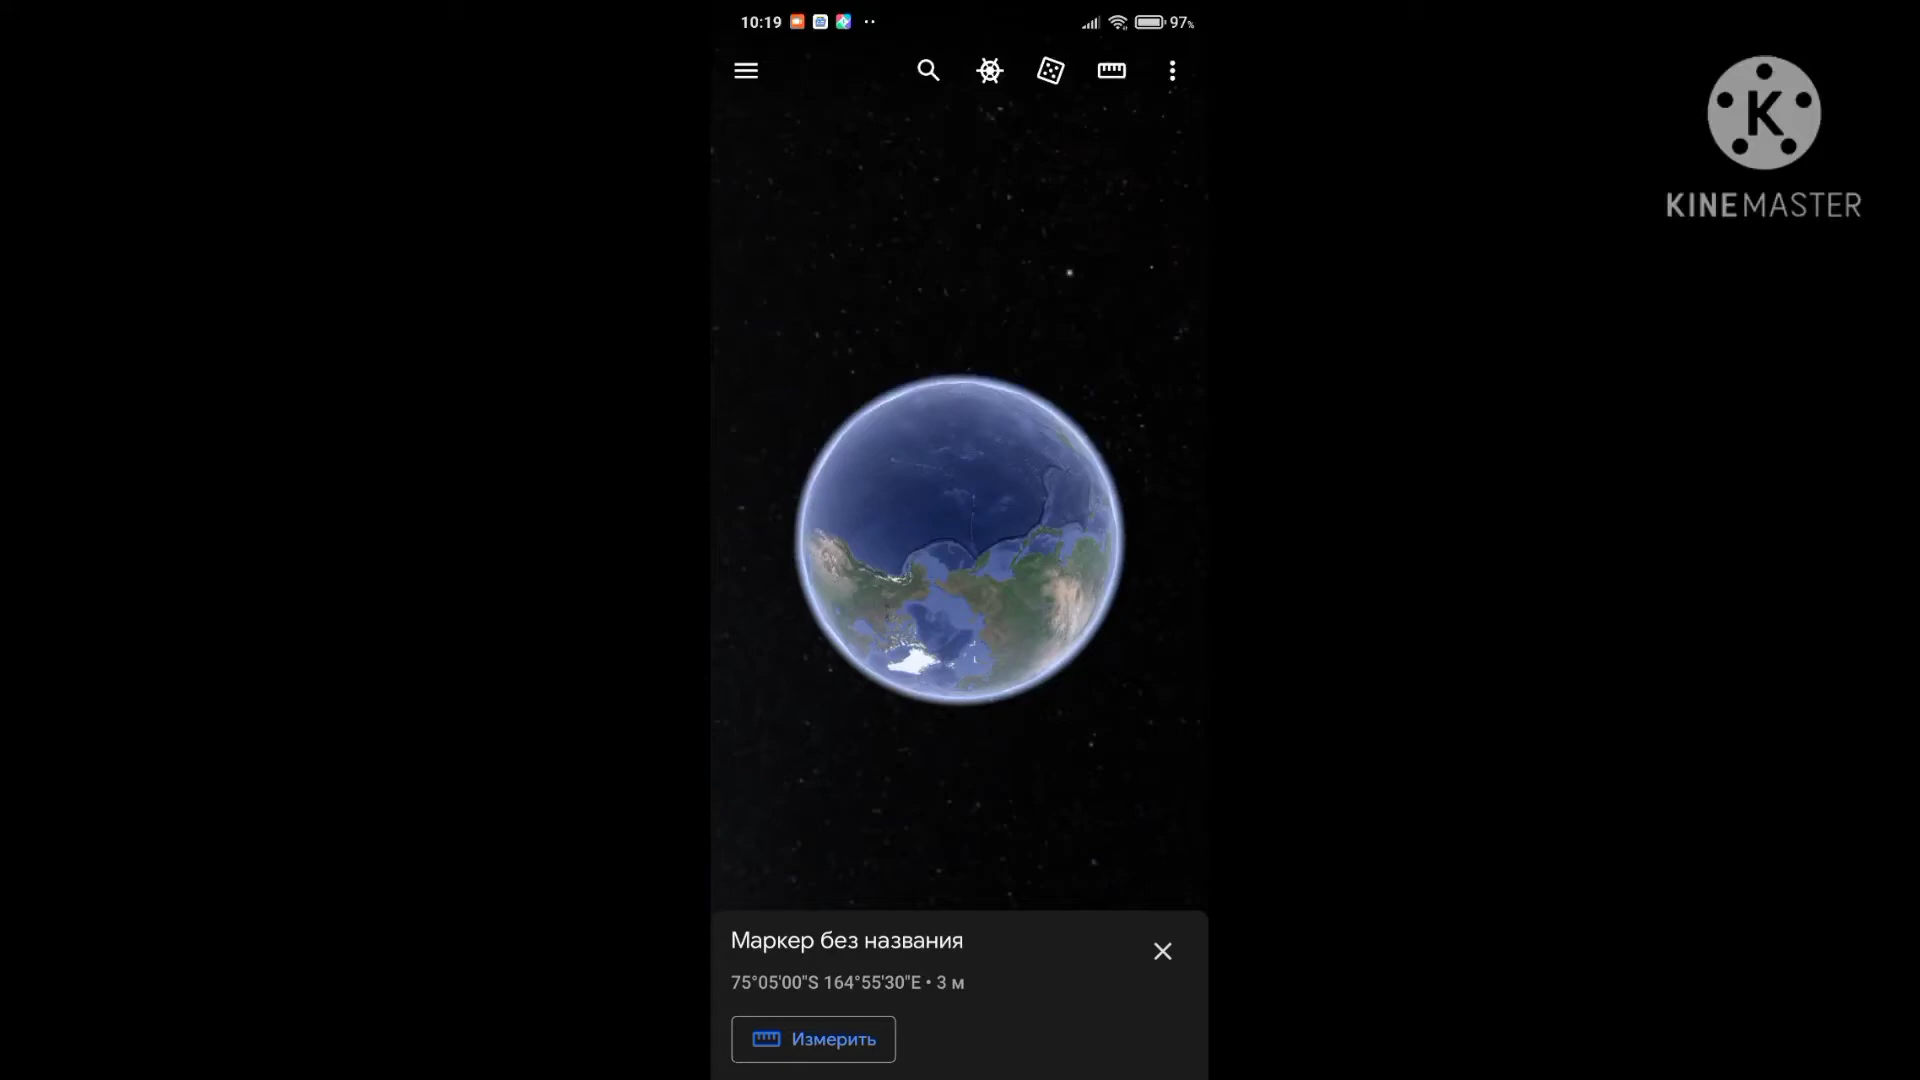 10:19
97%
K
KINEMASTER
Маркер без названия
75°05'00"S 164°55'30"E • 3 м
Измерить